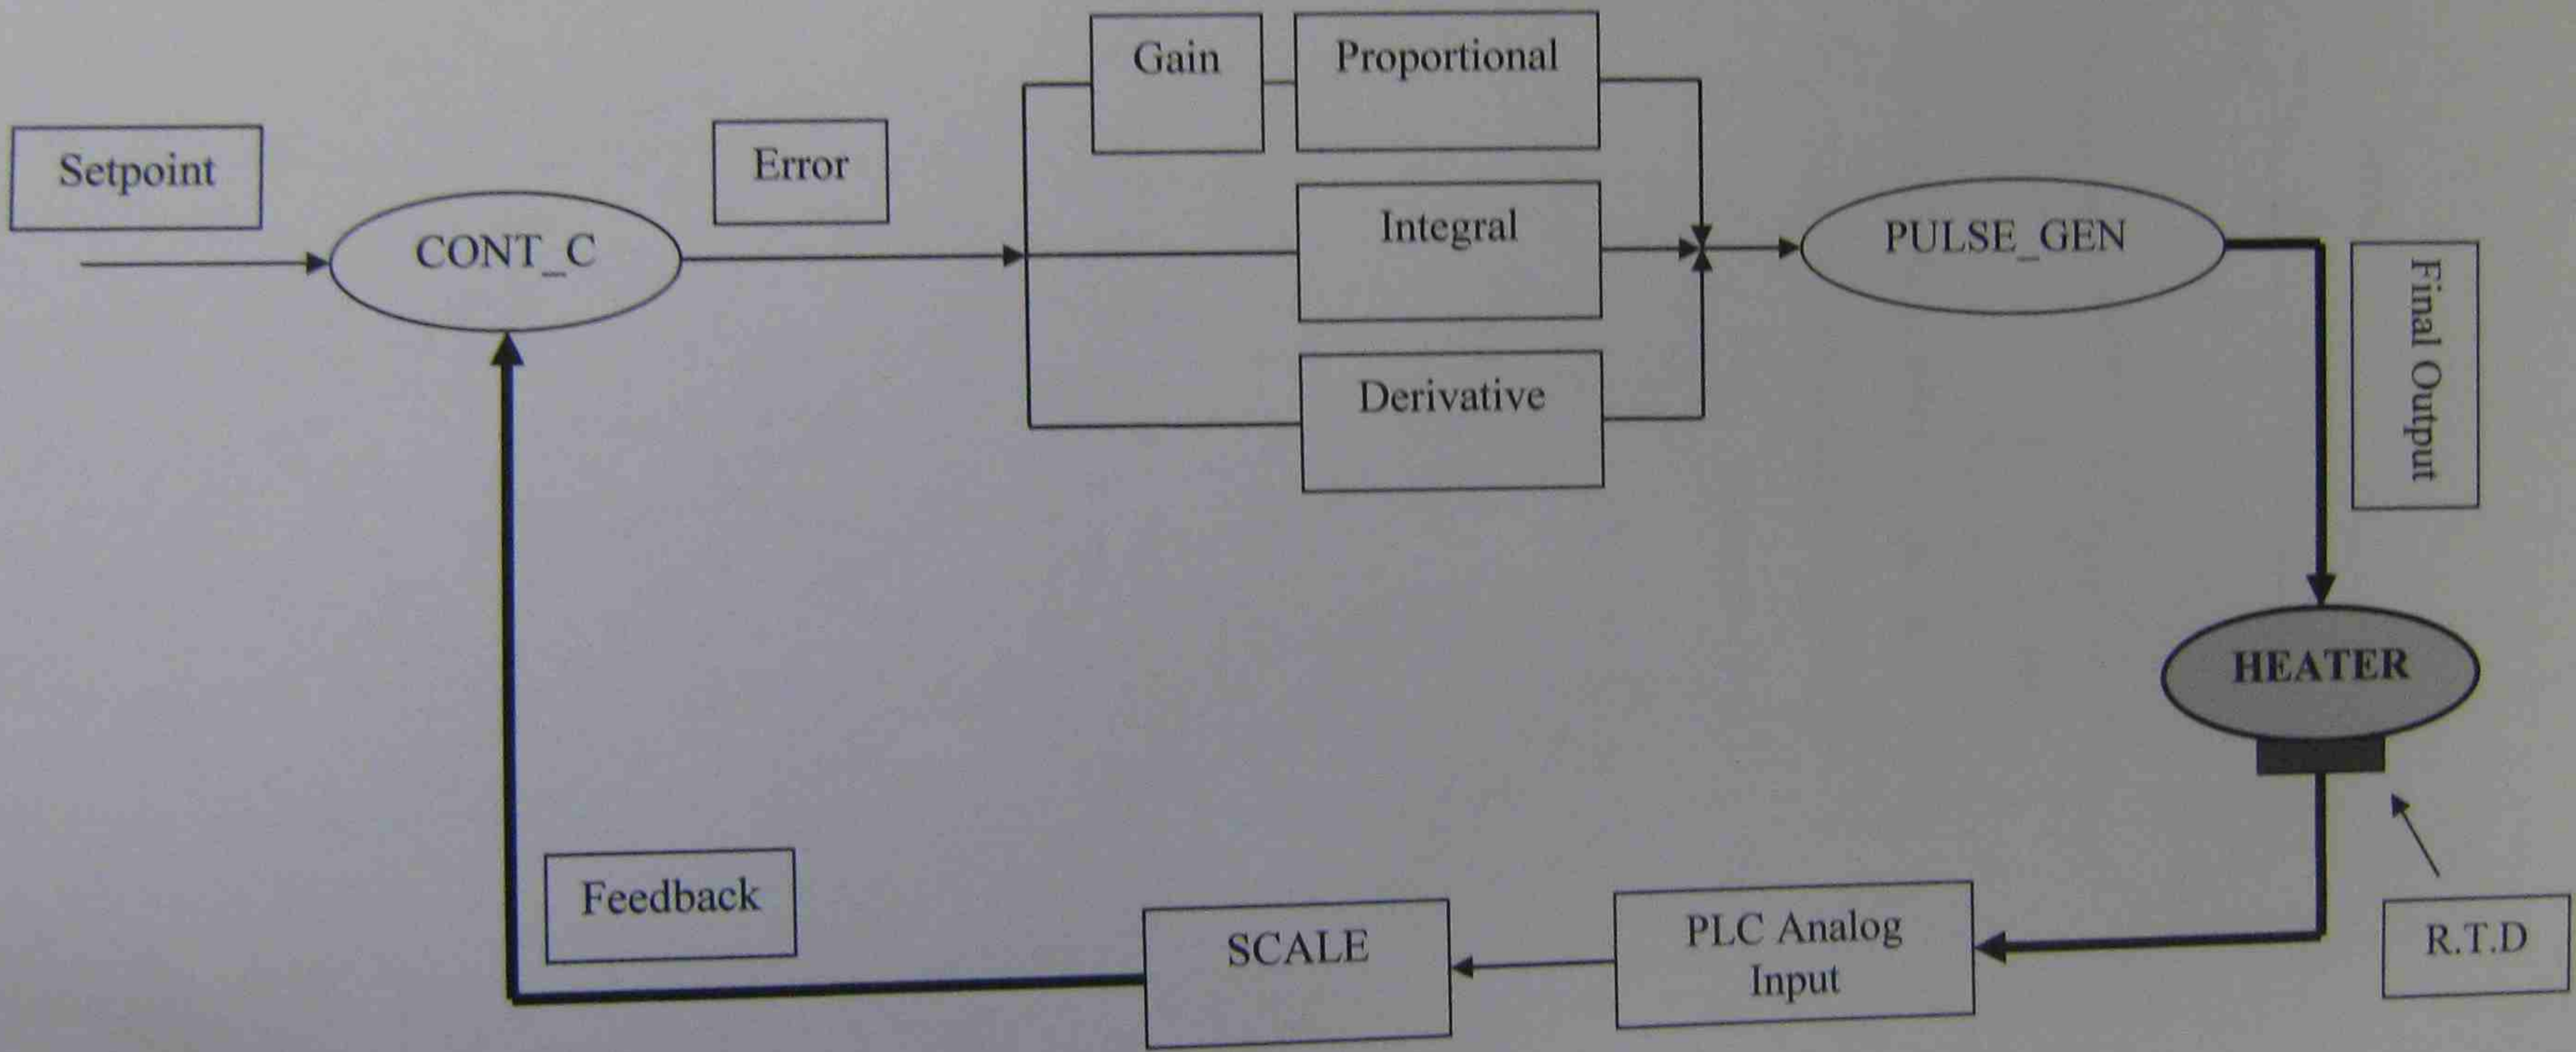 Gain
Proportional
Setpoint
Error
CONT_C
Integral
PULSE_GEN
Derivative
Final Output
HEATER
Feedback
SCALE
PLC Analog
Input
R.T.D